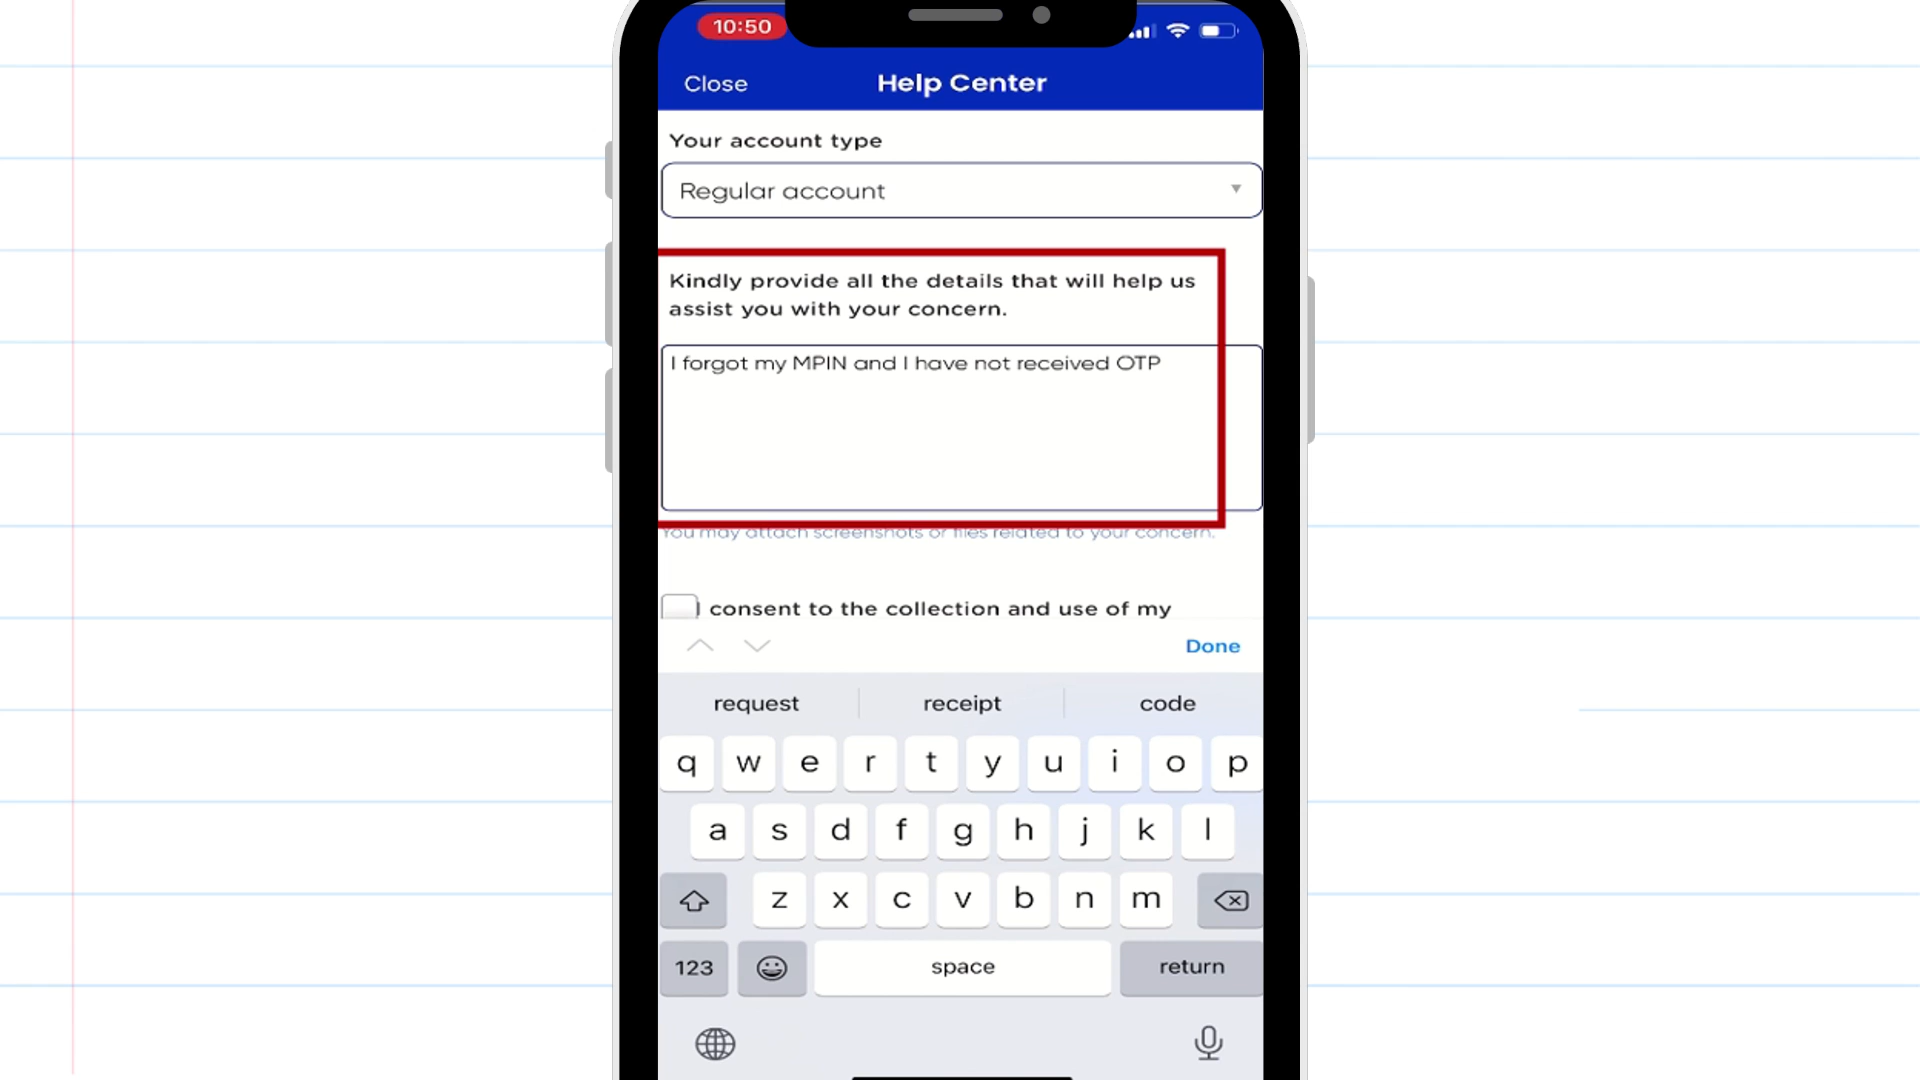 10:50
Close Help Center
Your account type
Regular account
Kindly provide all the details that will help us
assist you with your concern.
I forgot my MPIN and I have not received OTP
You may attach screenshots or files related to your concern.
I consent to the collection and use of my
Done
request receipt code
q w e r t y u i o p
a s d f g h j k l
z x c v b n m
123 space return